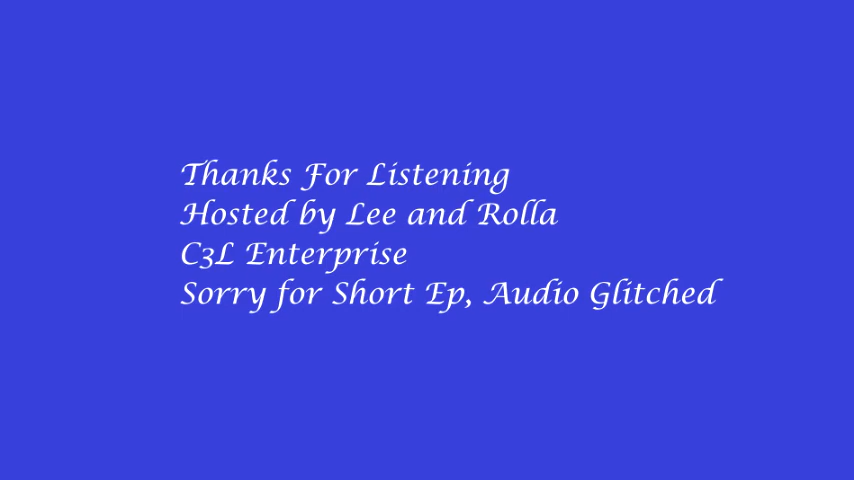 Thanks For Listening
Hosted by Lee and Rolla
C3L Enterprise
Sorry for Short Ep, Audio Glitched